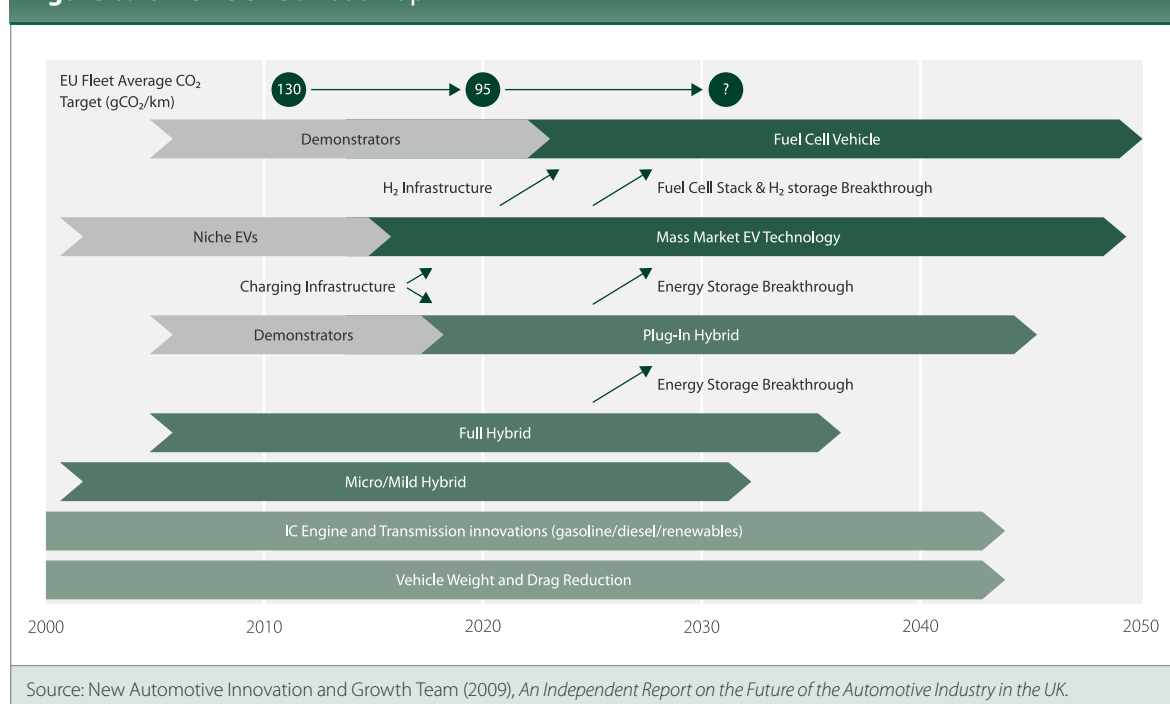 EU Fleet Average CO₂
Target (gCO₂/km)
130
95
?
Demonstrators
Fuel Cell Vehicle
H₂ Infrastructure
Fuel Cell Stack & H₂ storage Breakthrough
Niche EVs
Mass Market EV Technology
Charging Infrastructure
Energy Storage Breakthrough
Demonstrators
Plug-In Hybrid
Energy Storage Breakthrough
Full Hybrid
Micro/Mild Hybrid
IC Engine and Transmission innovations (gasoline/diesel/renewables)
Vehicle Weight and Drag Reduction
2000 2010 2020 2030 2040 2050
Source: New Automotive Innovation and Growth Team (2009), An Independent Report on the Future of the Automotive Industry in the UK.